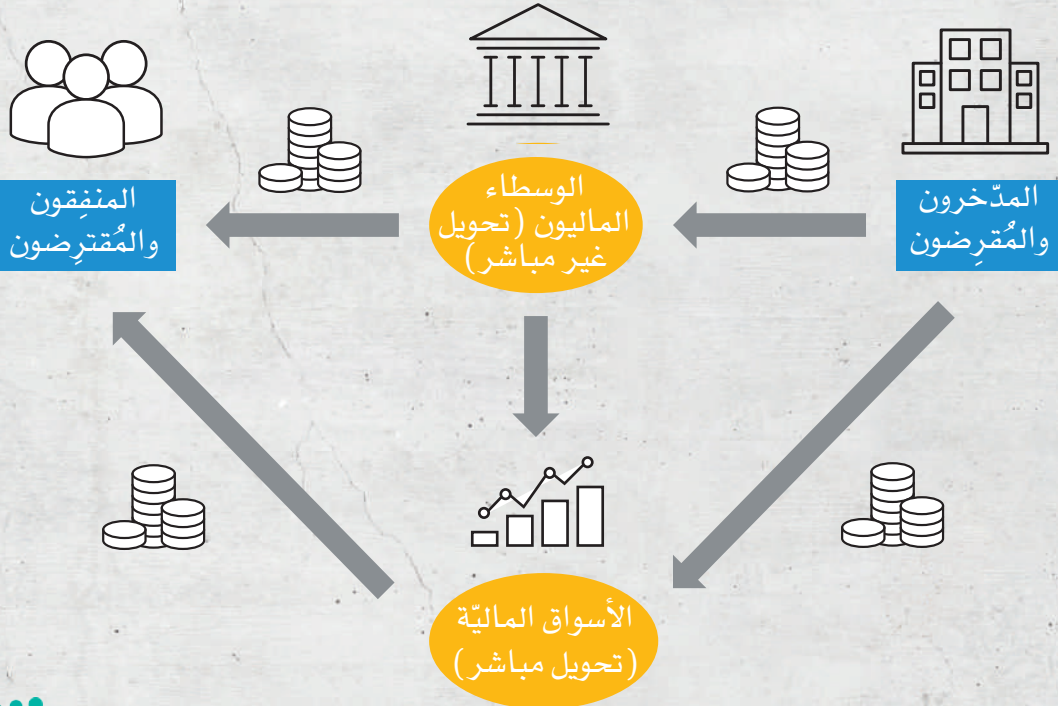 المدّخرون
والمُقرِضون
الوسطاء
الماليون (تحويل
غير مباشر)
المنفِقون
والمُقترِضون
الأسواق الماليّة
(تحويل مباشر)